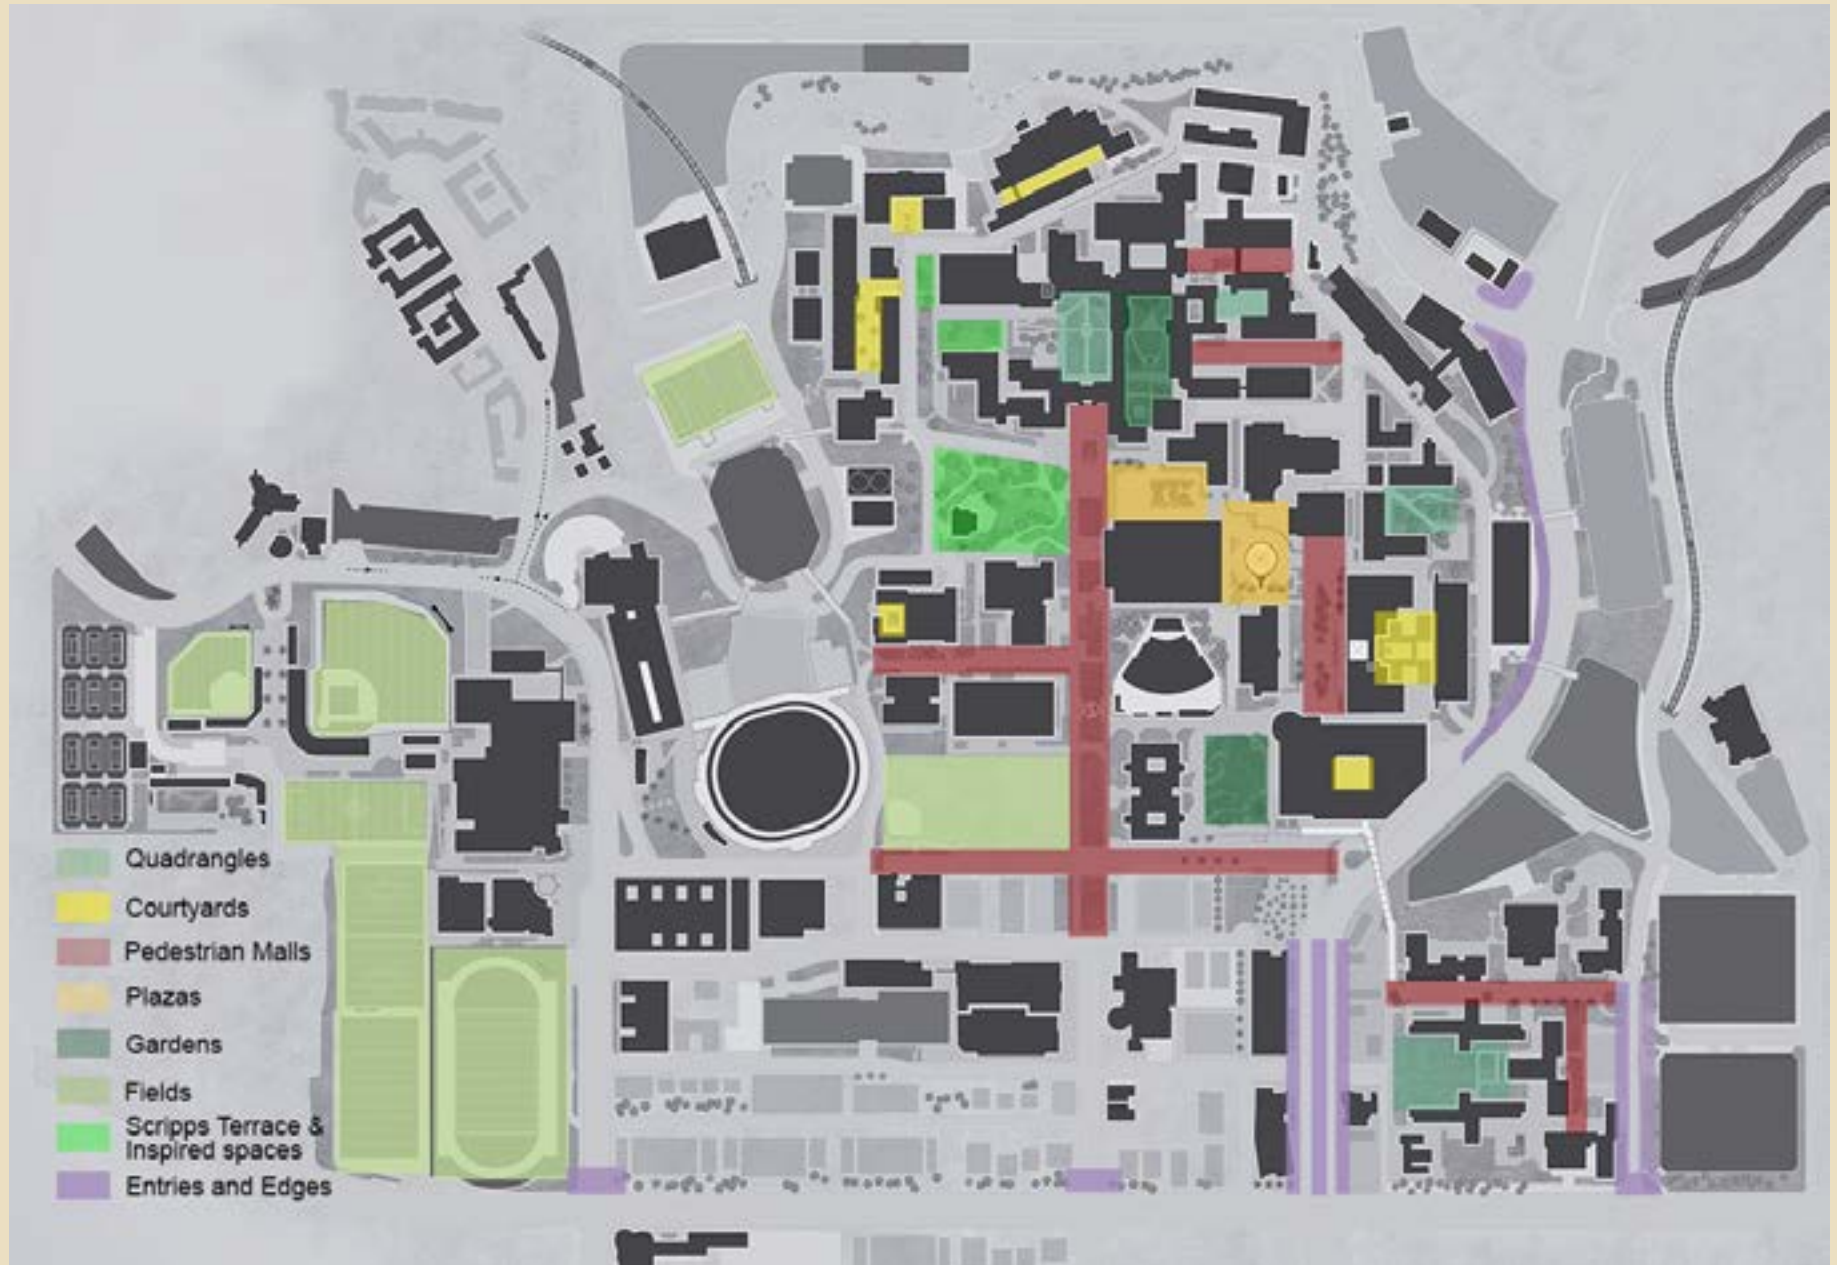 Quadrangles
Courtyards
Pedestrian Malls
Plazas
Gardens
Fields
Scripps Terrace &
Inspired spaces
Entries and Edges